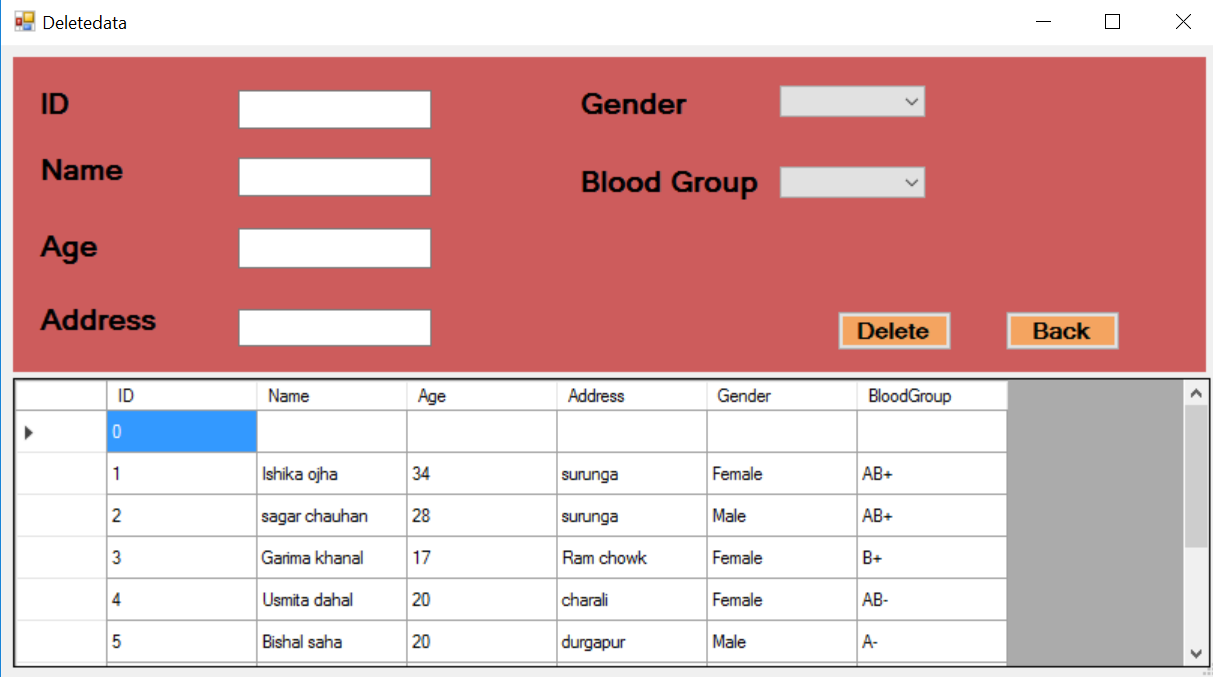 Deletedata
ID
Gender
Name
Blood Group
Age
Address
Delete Back
ID Name Age Address Gender BloodGroup
0
1 Ishika ojha 34 surunga Female AB+
2 sagar chauhan 28 surunga Male AB+
3 Garima khanal 17 Ram chowk Female B+
4 Usmita dahal 20 charali Female AB-
5 Bishal saha 20 durgapur Male A-